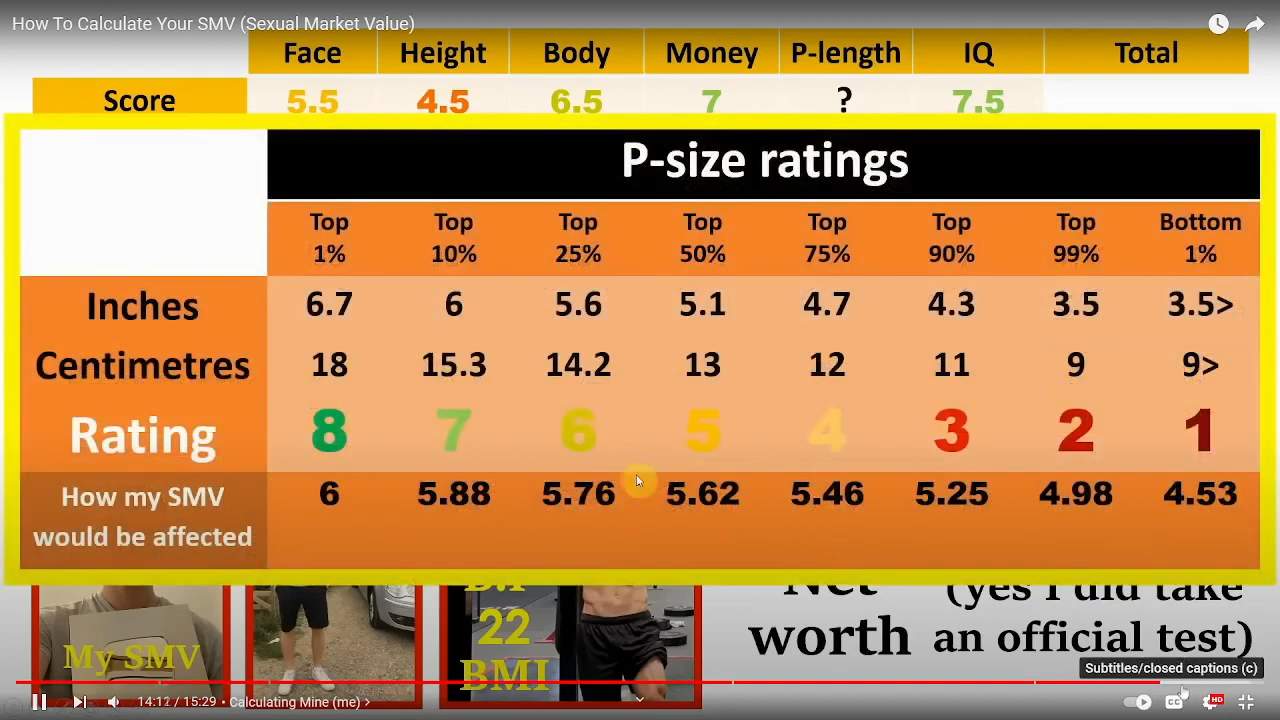 How To Calculate Your SMV (Sexual Market Value)
Face Height Body Money P-length IQ Total
Score 5.5 4.5 6.5 7 ? 7.5
P-size ratings
Top 1% Top 10% Top 25% Top 50% Top 75% Top 90% Top 99% Bottom 1%
Inches 6.7 6 5.6 5.1 4.7 4.3 3.5 3.5>
Centimetres 18 15.3 14.2 13 12 11 9 9>
Rating 8 7 6 5 4 3 2 1
How my SMV would be affected 6 5.88 5.76 5.62 5.46 5.25 4.98 4.53
My SMV
22
BMI
Net
worth
(yes I did take
an official test)
Subtitles/closed captions (c)
14:12 / 15:29 • Calculating Mine (me) >
CC
HD